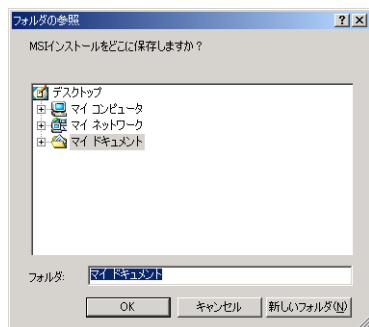 フォルダの参照
MSIインストールをどこに保存しますか？
デスクトップ
マイ コンピュータ
マイ ネットワーク
マイ ドキュメント
フォルダ: マイ ドキュメント
OK キャンセル 新しいフォルダ(N)